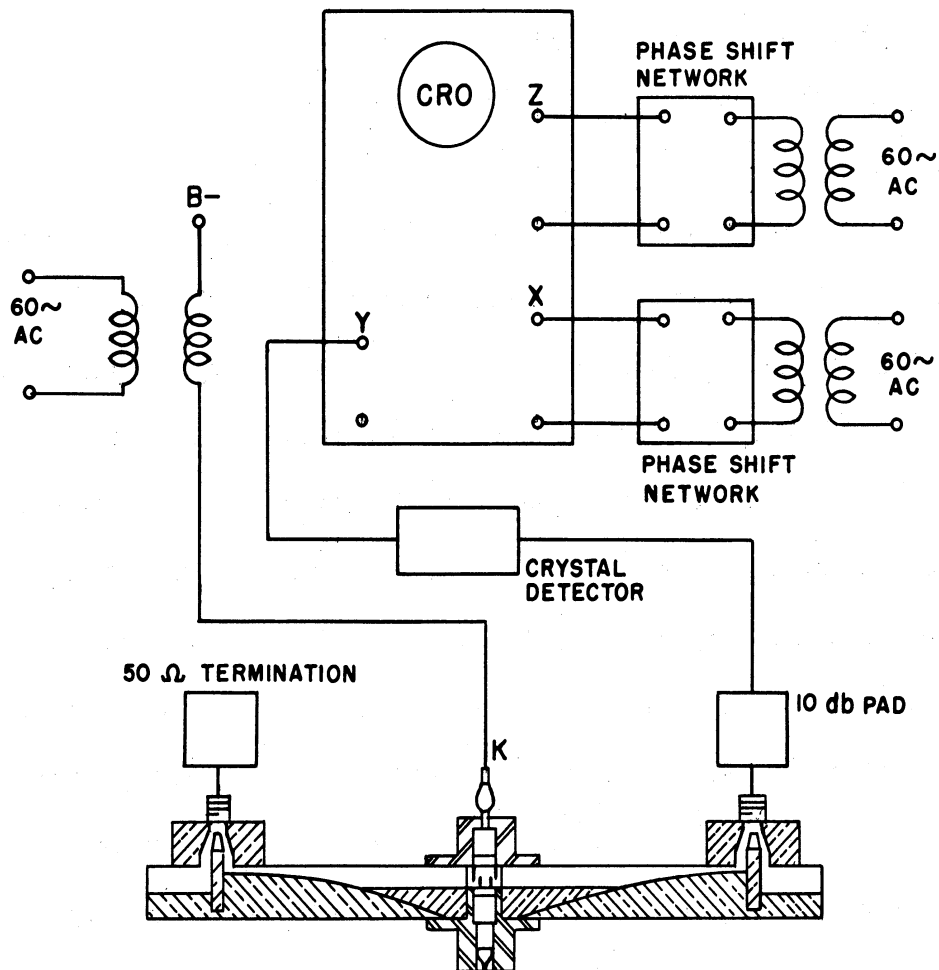 PHASE SHIFT
NETWORK
CRO
Z
60~
AC
B-
60~
AC
Y
X
60~
AC
PHASE SHIFT
NETWORK
CRYSTAL
DETECTOR
50 Ω TERMINATION
10 db PAD
K